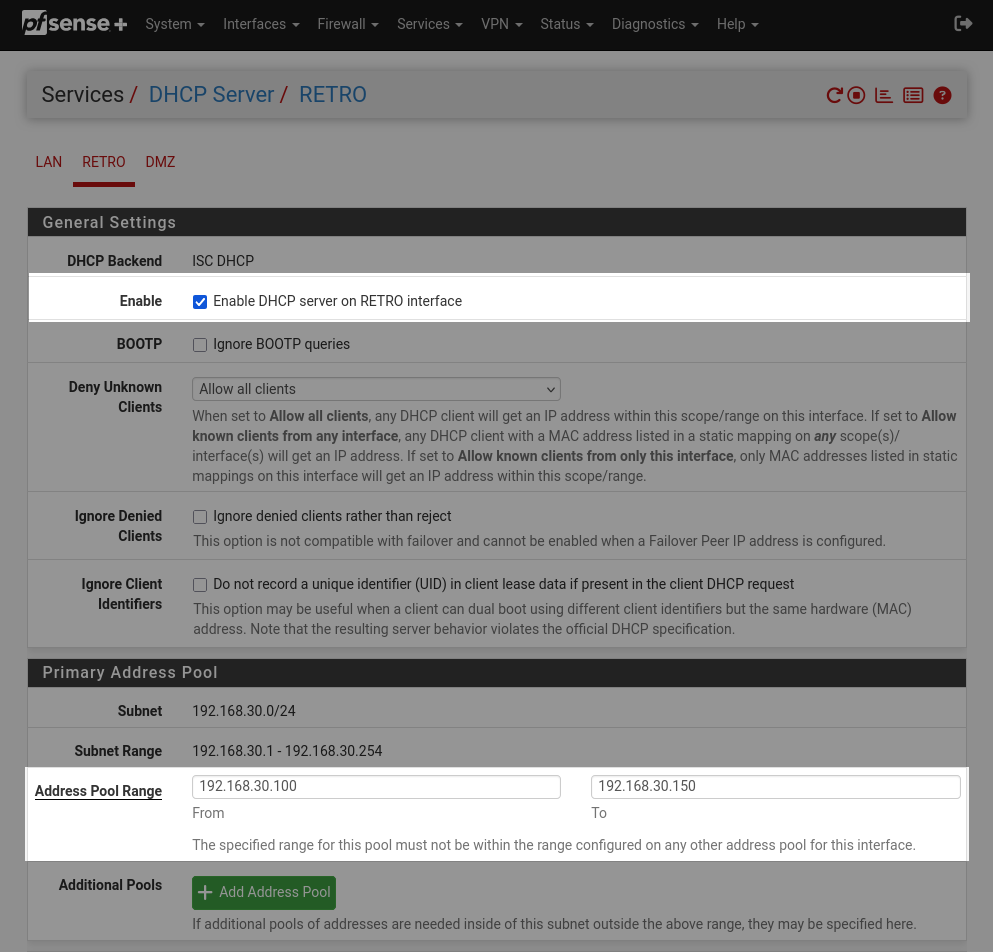 pfsense+ System Interfaces Firewall Services VPN Status Diagnostics Help
Services / DHCP Server / RETRO
LAN RETRO DMZ
General Settings
DHCP Backend ISC DHCP
Enable Enable DHCP server on RETRO interface
BOOTP Ignore BOOTP queries
Deny Unknown Clients Allow all clients
When set to Allow all clients, any DHCP client will get an IP address within this scope/range on this interface. If set to Allow
known clients from any interface, any DHCP client with a MAC address listed in a static mapping on any scope(s)/
interface(s) will get an IP address. If set to Allow known clients from only this interface, only MAC addresses listed in static
mappings on this interface will get an IP address within this scope/range.
Ignore Denied Clients Ignore denied clients rather than reject
This option is not compatible with failover and cannot be enabled when a Failover Peer IP address is configured.
Ignore Client Identifiers Do not record a unique identifier (UID) in client lease data if present in the client DHCP request
This option may be useful when a client can dual boot using different client identifiers but the same hardware (MAC)
address. Note that the resulting server behavior violates the official DHCP specification.
Primary Address Pool
Subnet 192.168.30.0/24
Subnet Range 192.168.30.1 - 192.168.30.254
Address Pool Range 192.168.30.100 192.168.30.150
From To
The specified range for this pool must not be within the range configured on any other address pool for this interface.
Additional Pools Add Address Pool
If additional pools of addresses are needed inside of this subnet outside the above range, they may be specified here.